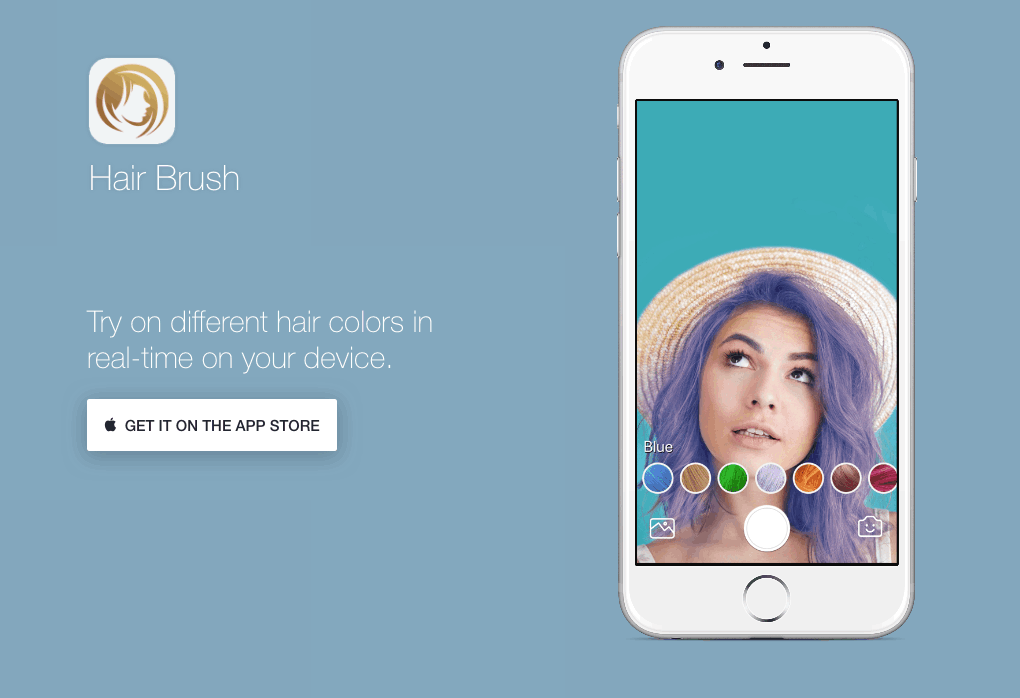 Hair Brush
Try on different hair colors in
real-time on your device.
GET IT ON THE APP STORE
Blue